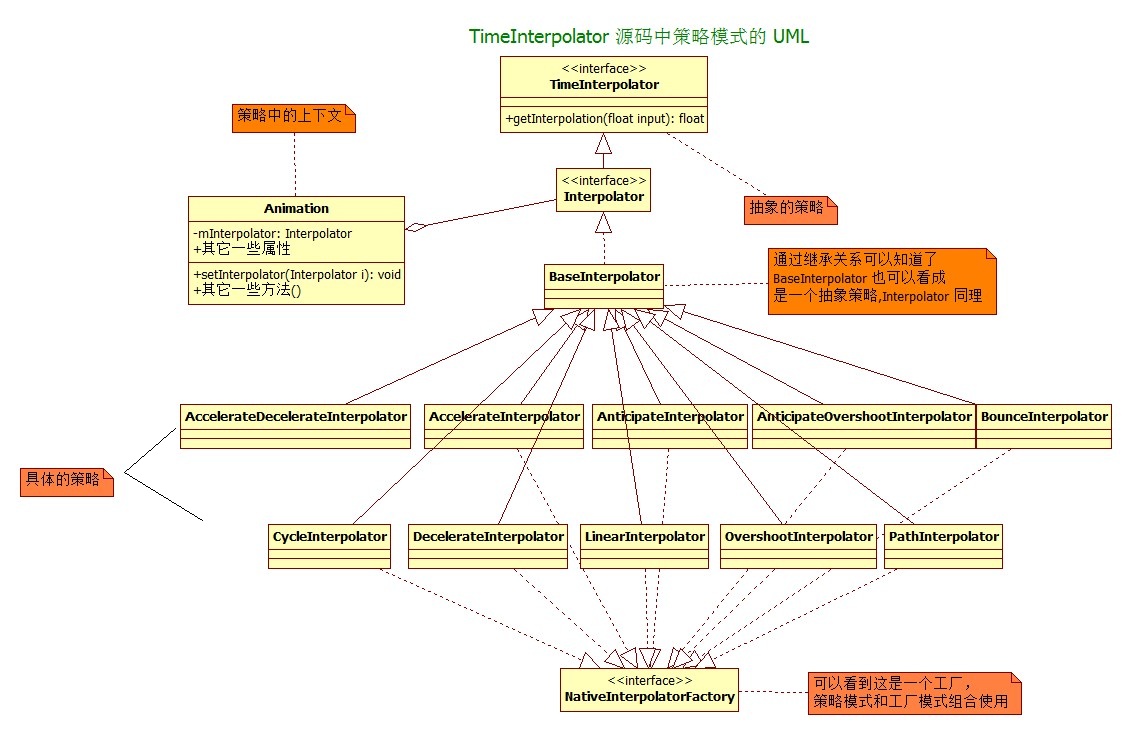 TimeInterpolator 源码中策略模式的 UML
<<interface>>
TimeInterpolator
+getInterpolation(float input): float
策略中的上下文
<<interface>>
Interpolator
抽象的策略
Animation
-mInterpolator: Interpolator
+其它一些属性
+setInterpolator(Interpolator i): void
+其它一些方法()
BaseInterpolator
通过继承关系可以知道了
BaseInterpolator 也可以看成
是一个抽象策略,Interpolator 同理
AccelerateDecelerateInterpolator
AccelerateInterpolator
AnticipateInterpolator
AnticipateOvershootInterpolator
BounceInterpolator
具体的策略
CycleInterpolator
DecelerateInterpolator
LinearInterpolator
OvershootInterpolator
PathInterpolator
<<interface>>
NativeInterpolatorFactory
可以看到这是一个工厂，
策略模式和工厂模式组合使用